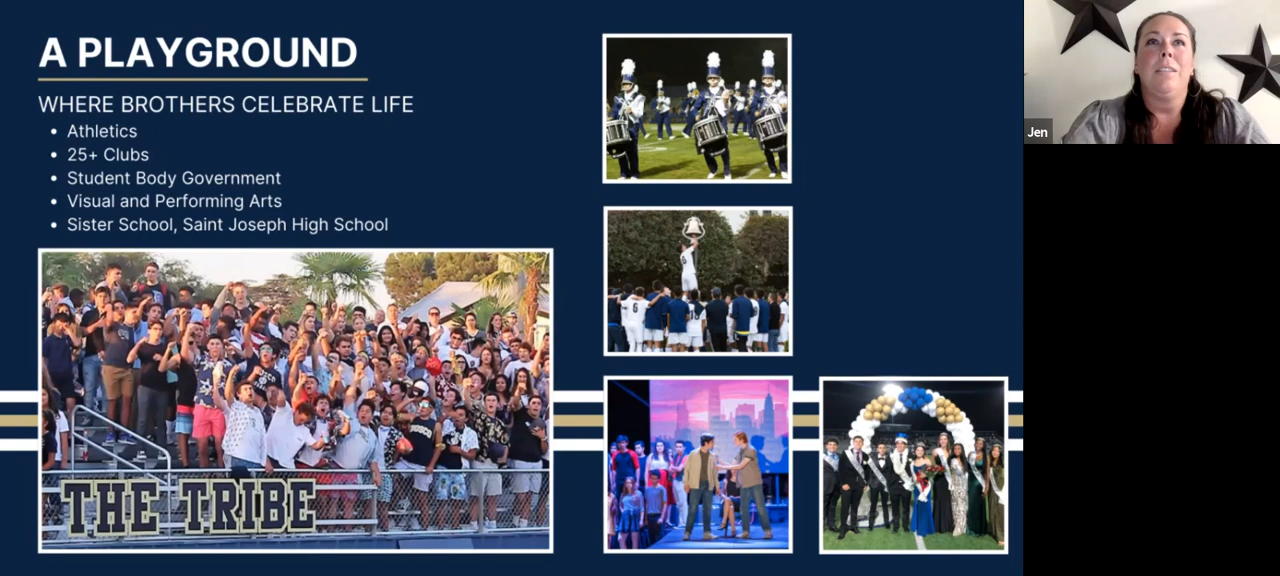 A PLAYGROUND
WHERE BROTHERS CELEBRATE LIFE
• Athletics
• 25+ Clubs
• Student Body Government
• Visual and Performing Arts
• Sister School, Saint Joseph High School
THE TRIBE
Jen